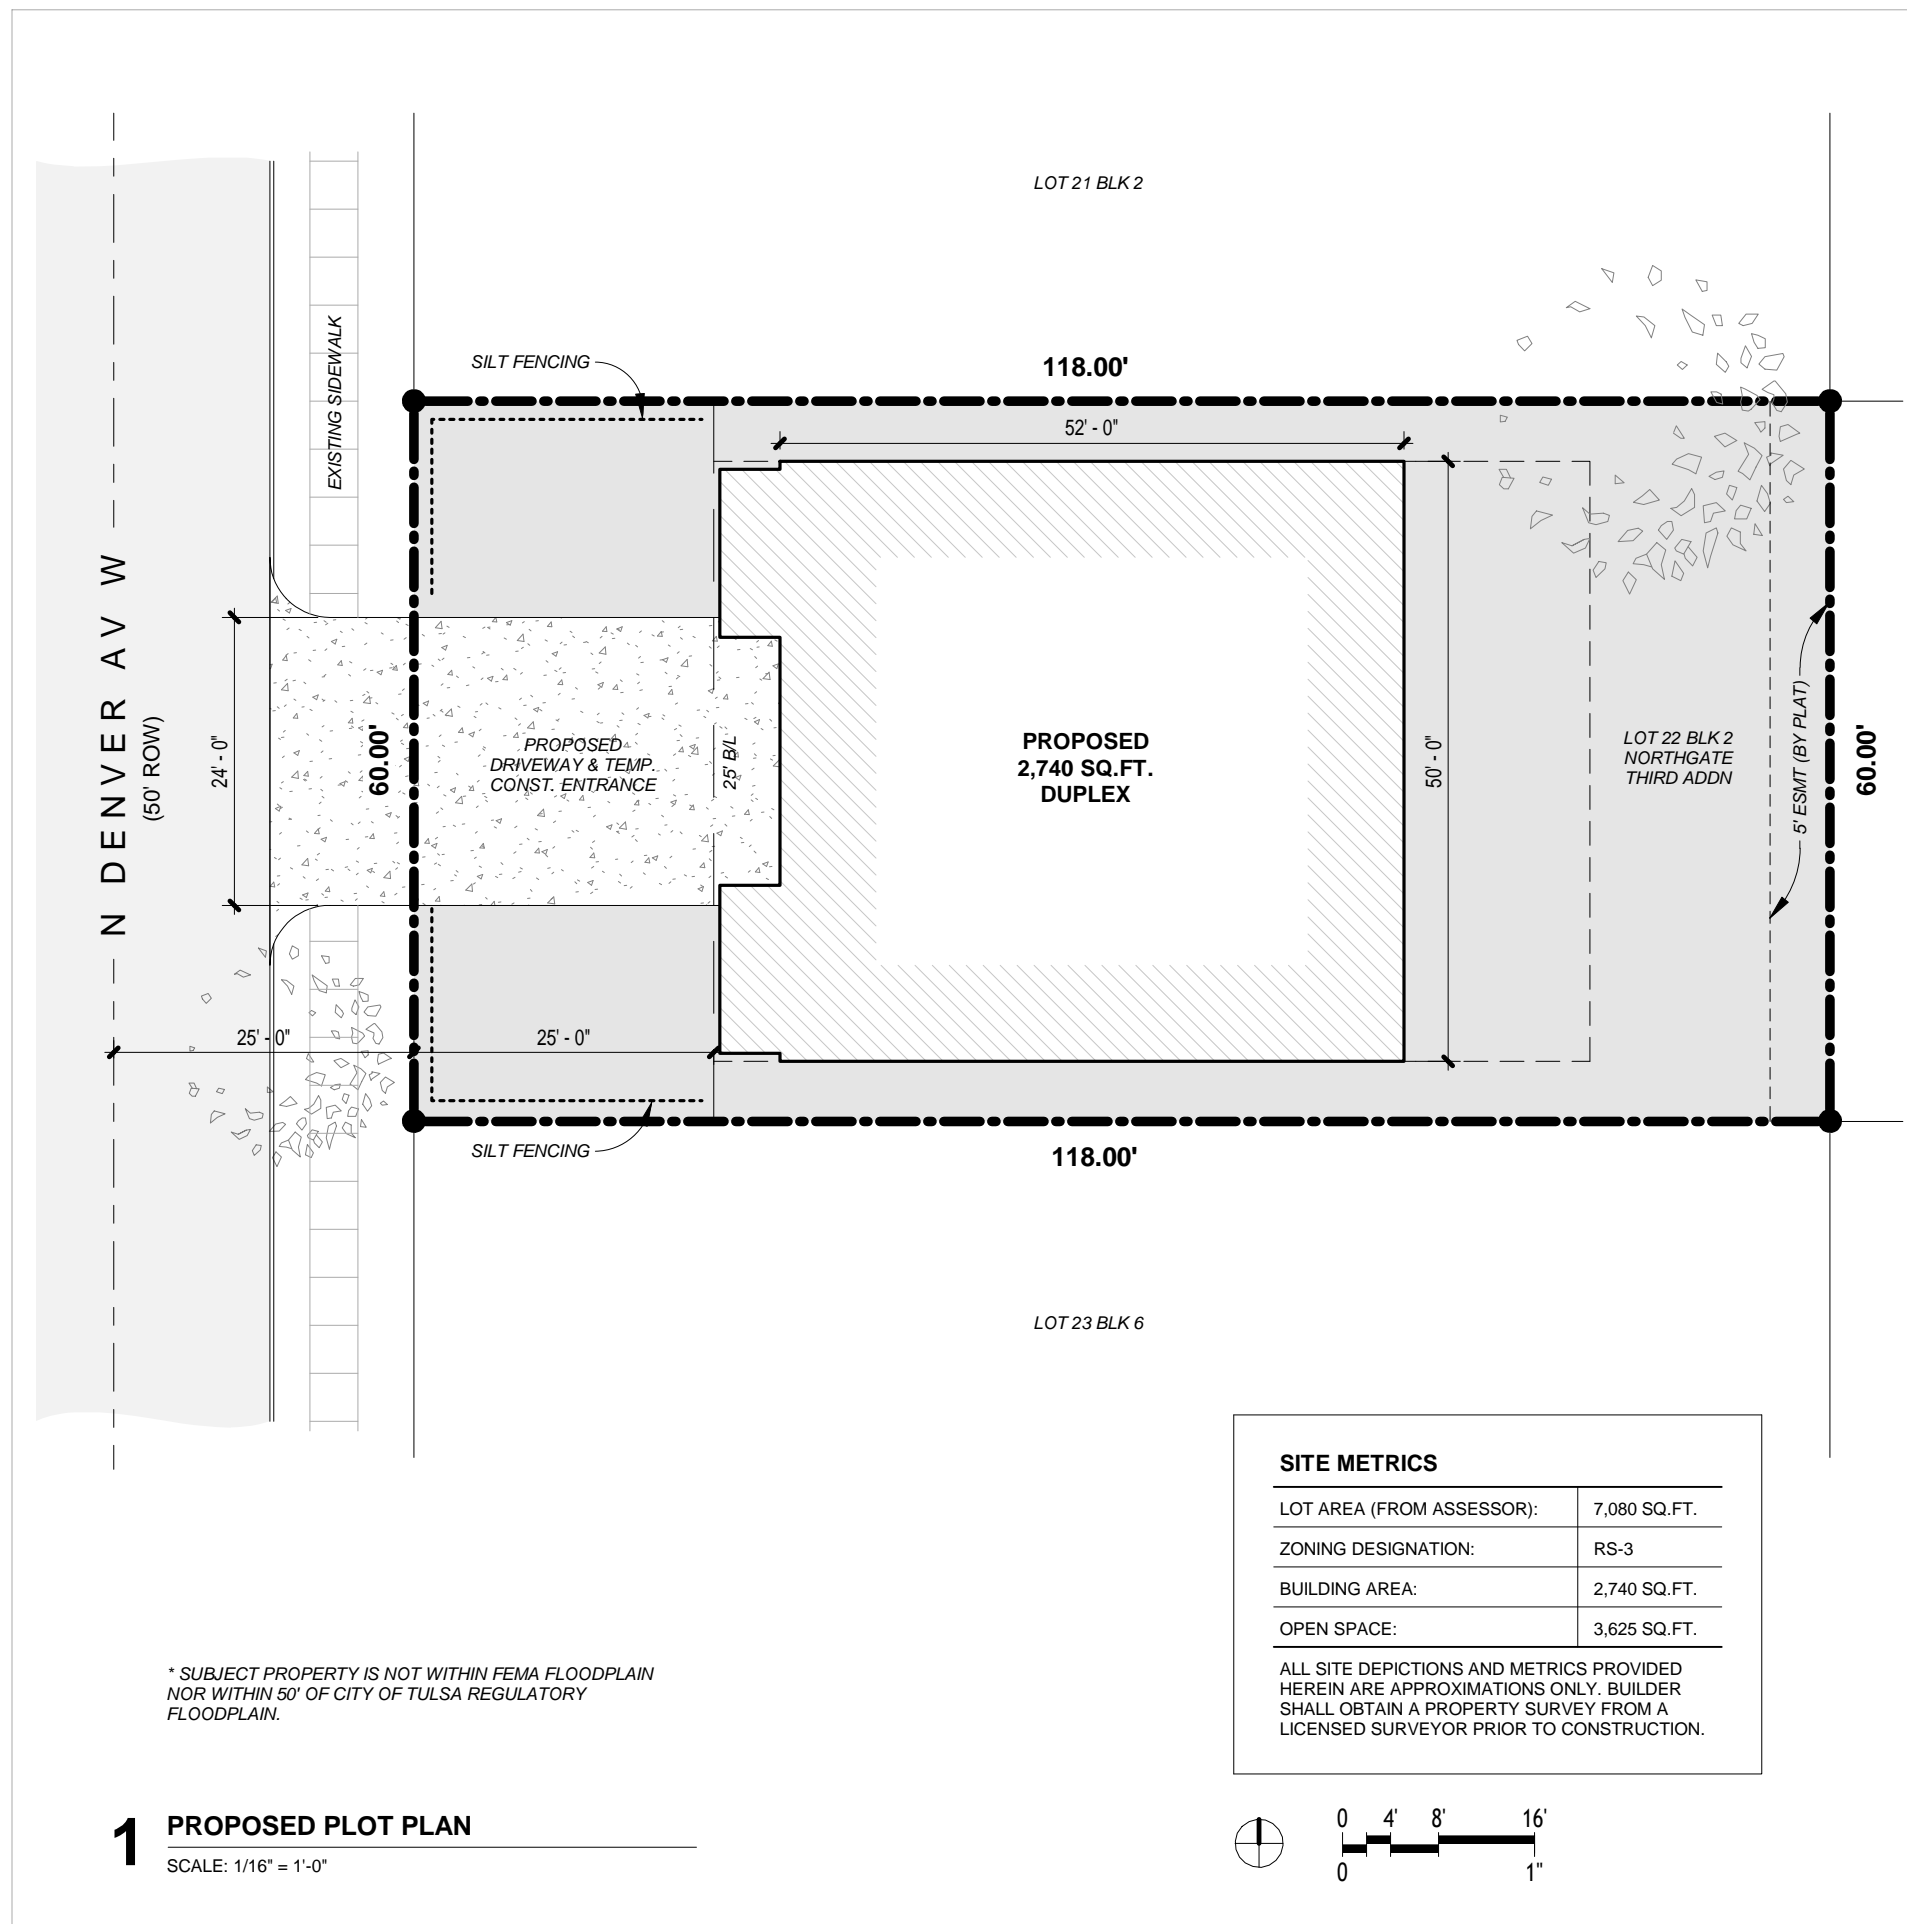 LOT 21 BLK 2
SILT FENCING
118.00'
EXISTING SIDEWALK
52' - 0"
N DENVER AV W
(50' ROW)
24' - 0"
60.00'
PROPOSED
DRIVEWAY & TEMP.
CONST. ENTRANCE
25' B/L
PROPOSED
2,740 SQ.FT.
DUPLEX
50' - 0"
LOT 22 BLK 2
NORTHGATE
THIRD ADDN
5' ESMT (BY PLAT)
60.00'
25' - 0"
25' - 0"
SILT FENCING
118.00'
LOT 23 BLK 6
SITE METRICS
LOT AREA (FROM ASSESSOR): 7,080 SQ.FT.
ZONING DESIGNATION: RS-3
BUILDING AREA: 2,740 SQ.FT.
OPEN SPACE: 3,625 SQ.FT.
ALL SITE DEPICTIONS AND METRICS PROVIDED
HEREIN ARE APPROXIMATIONS ONLY. BUILDER
SHALL OBTAIN A PROPERTY SURVEY FROM A
LICENSED SURVEYOR PRIOR TO CONSTRUCTION.
* SUBJECT PROPERTY IS NOT WITHIN FEMA FLOODPLAIN
NOR WITHIN 50' OF CITY OF TULSA REGULATORY
FLOODPLAIN.
1 PROPOSED PLOT PLAN
SCALE: 1/16" = 1'-0"
0 4' 8' 16'
0 1"